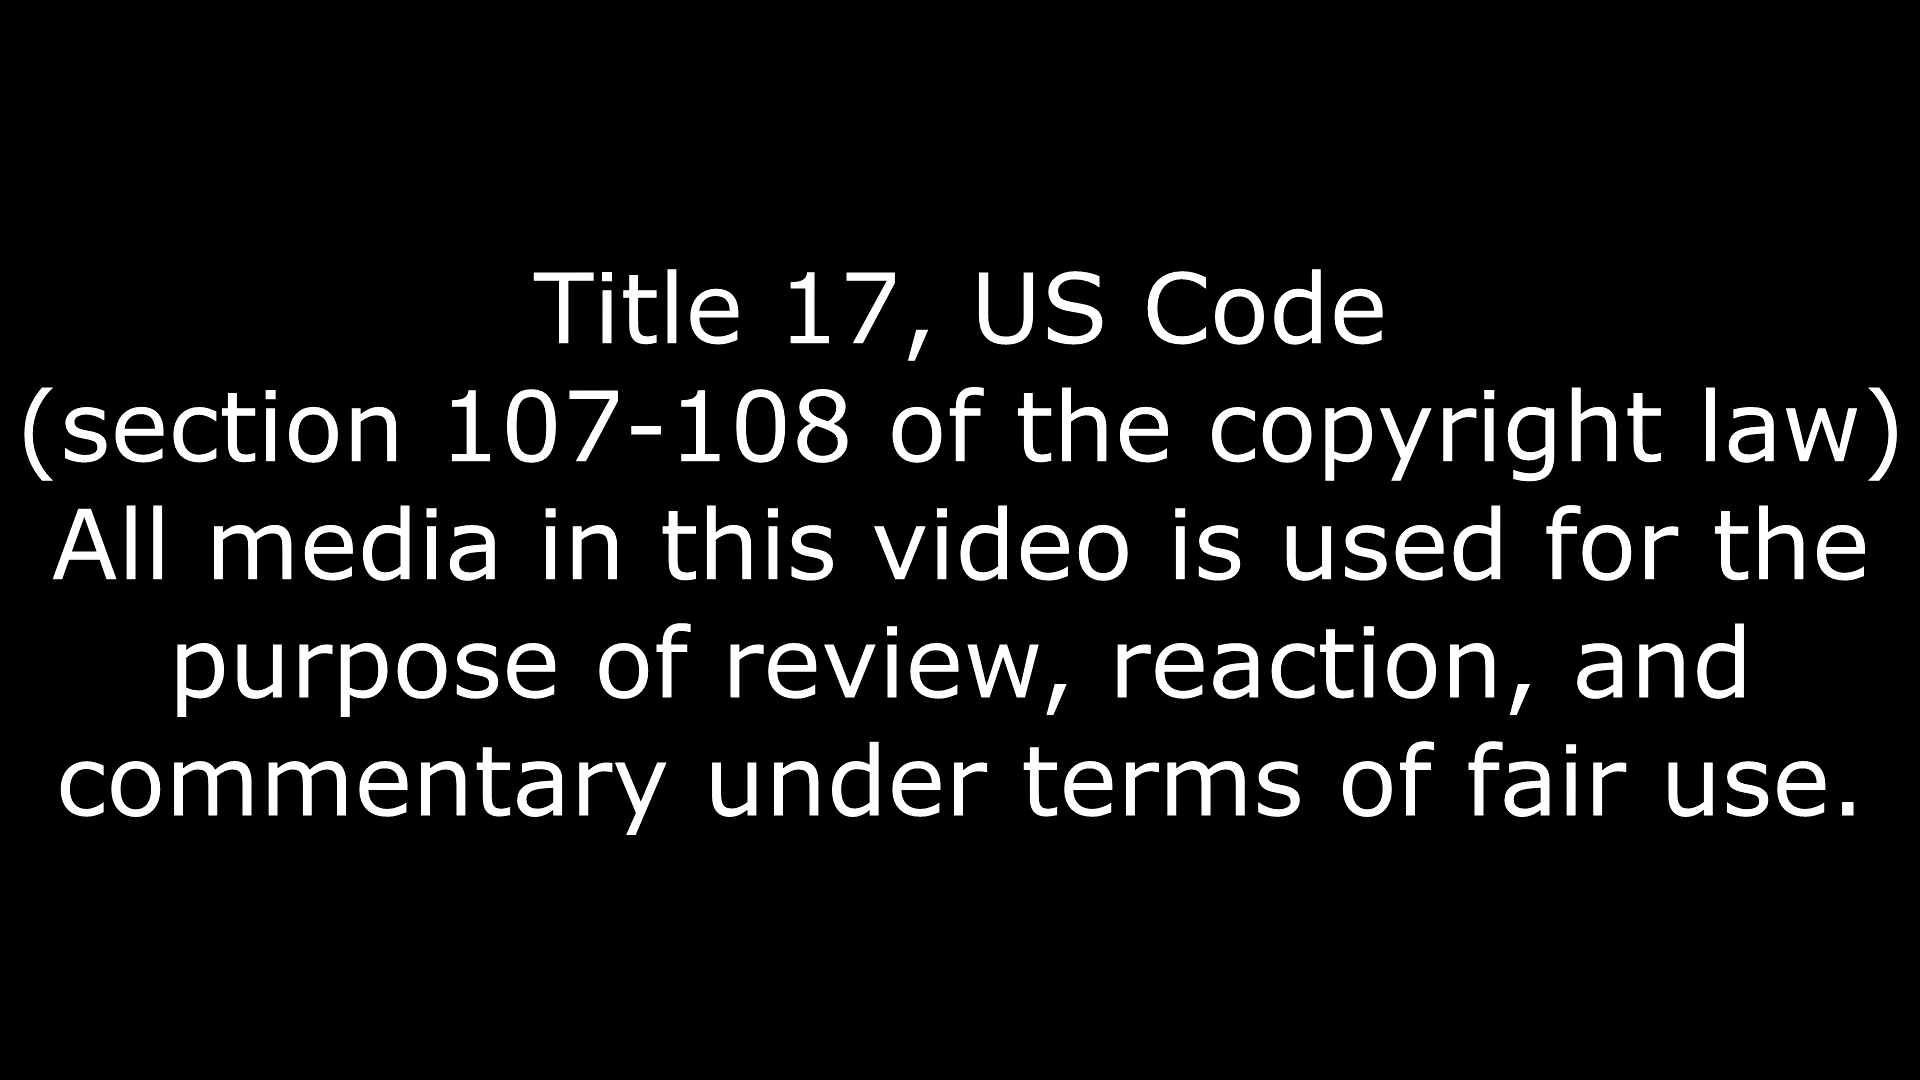 Title 17, US Code
(section 107-108 of the copyright law)
All media in this video is used for the
purpose of review, reaction, and
commentary under terms of fair use.